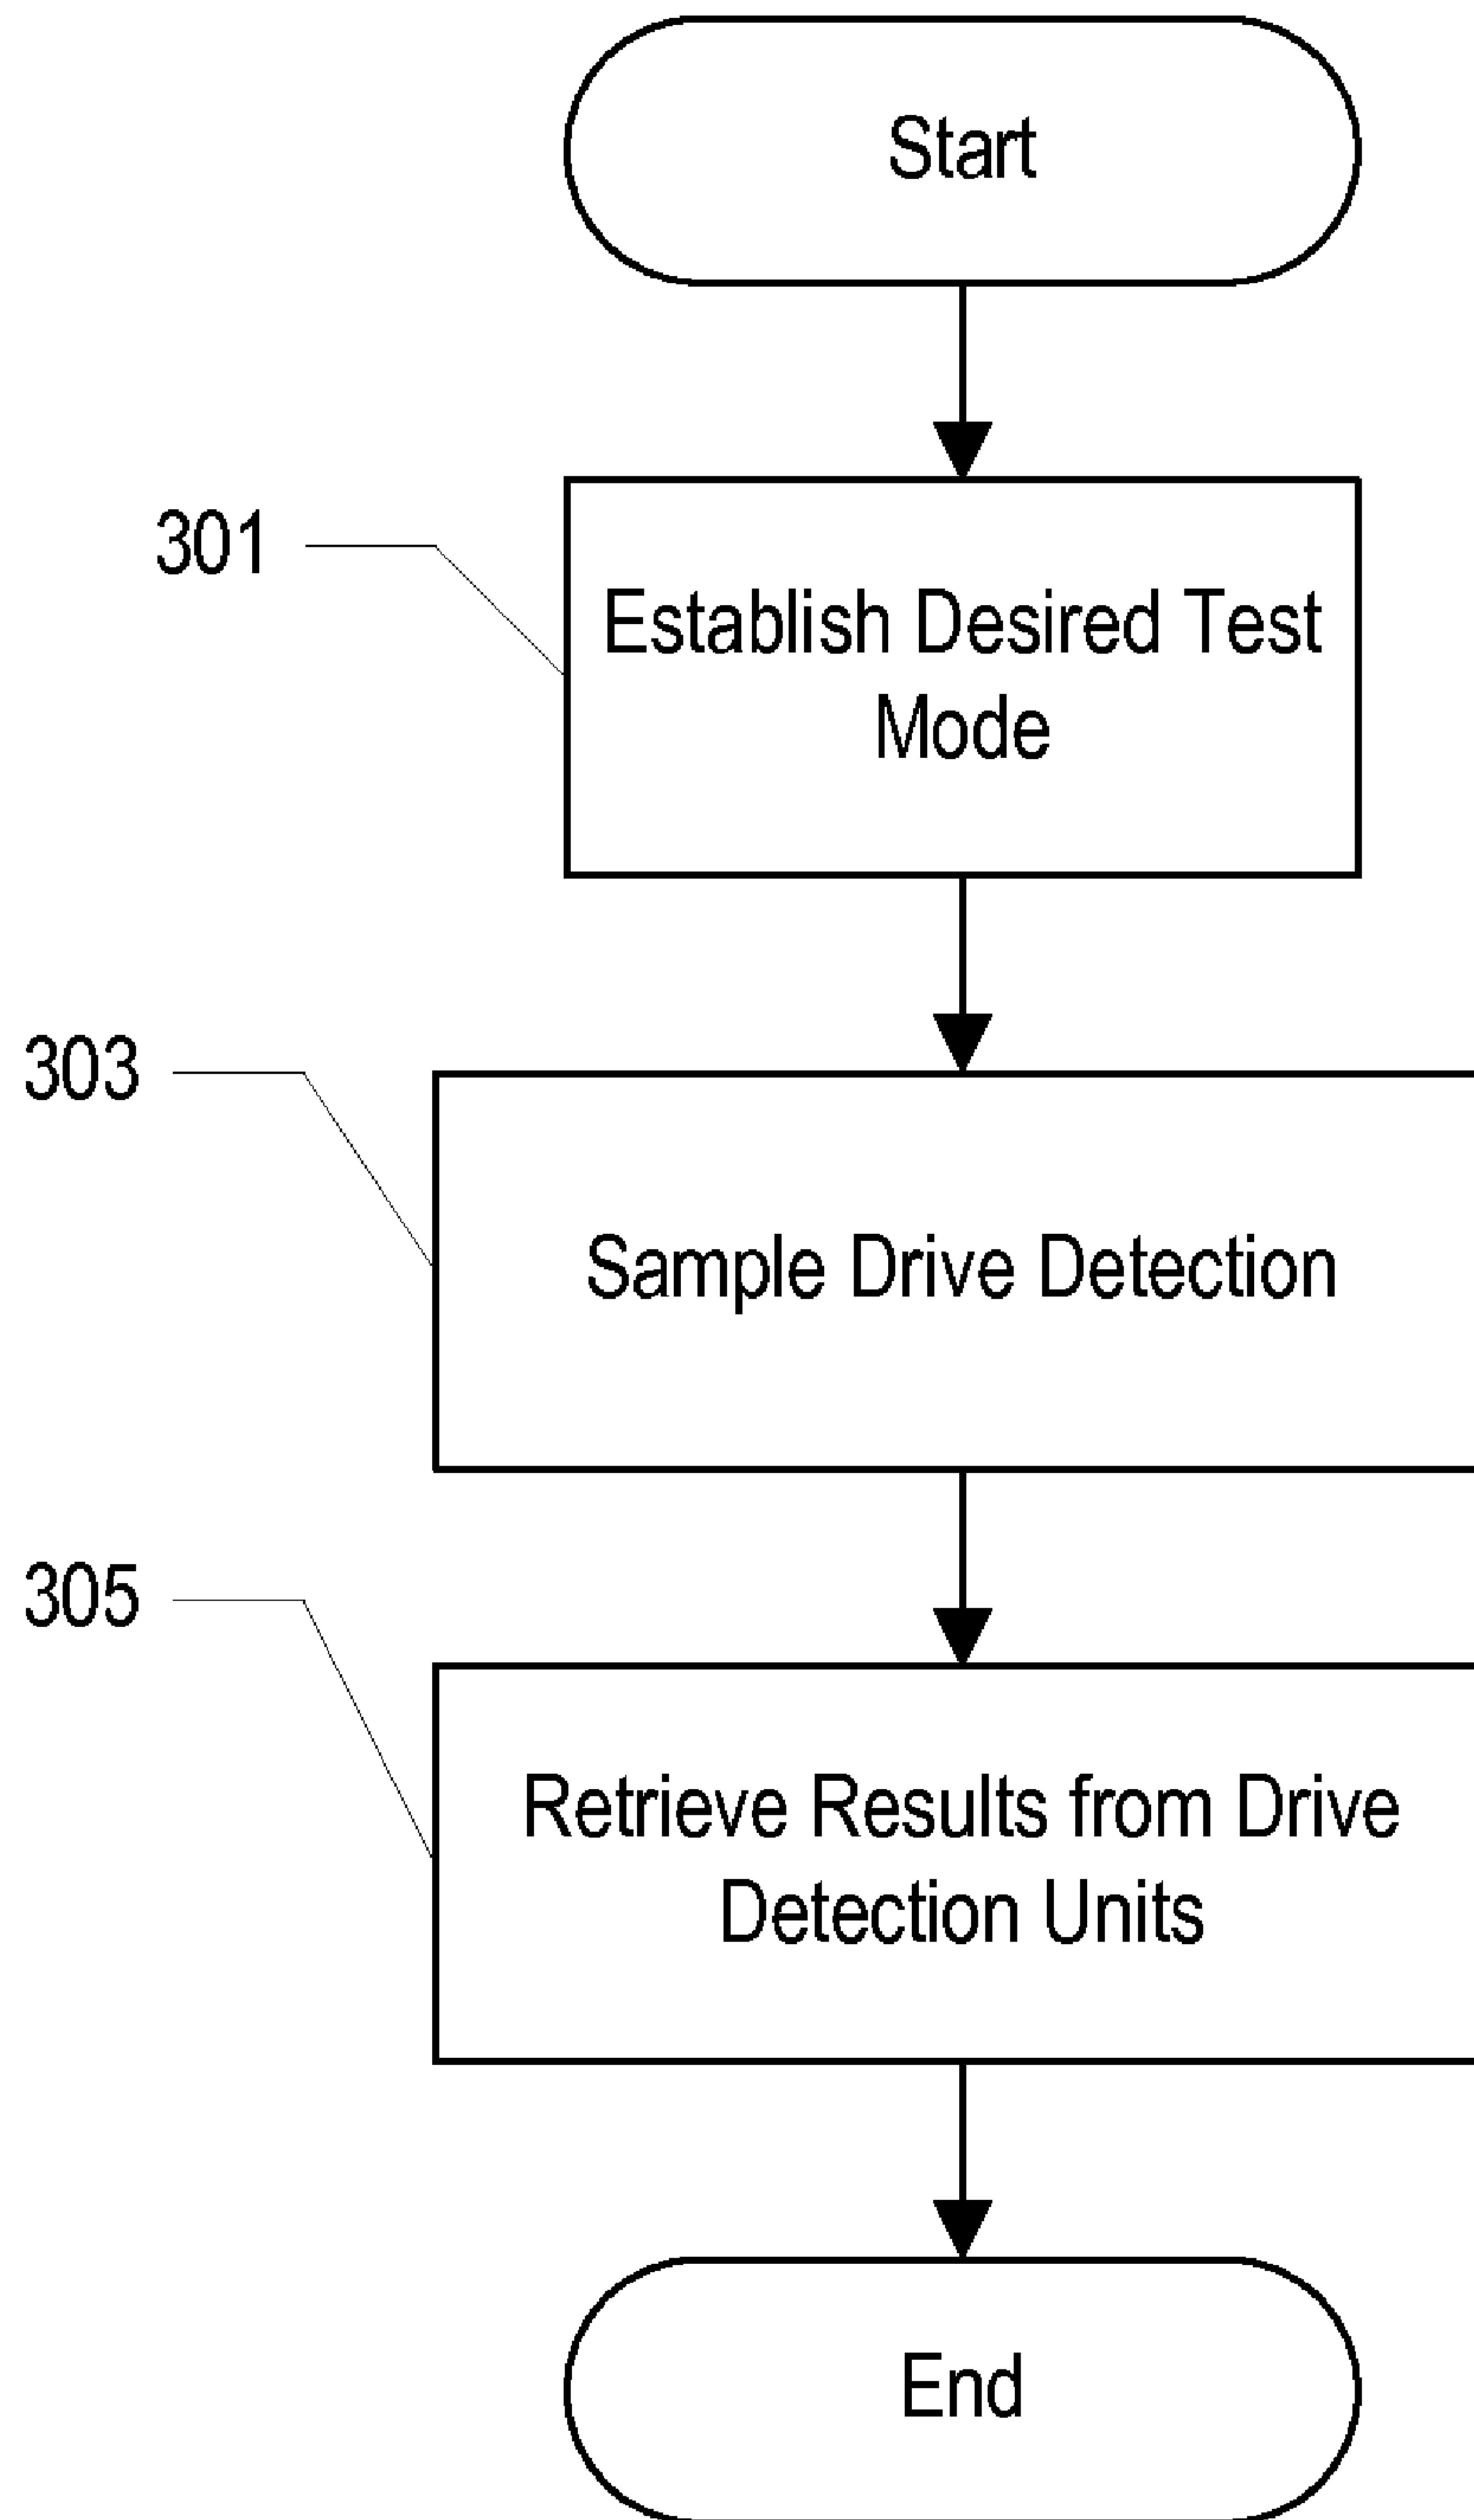 Start
301
Establish Desired Test
Mode
303
Sample Drive Detection
305
Retrieve Results from Drive
Detection Units
End